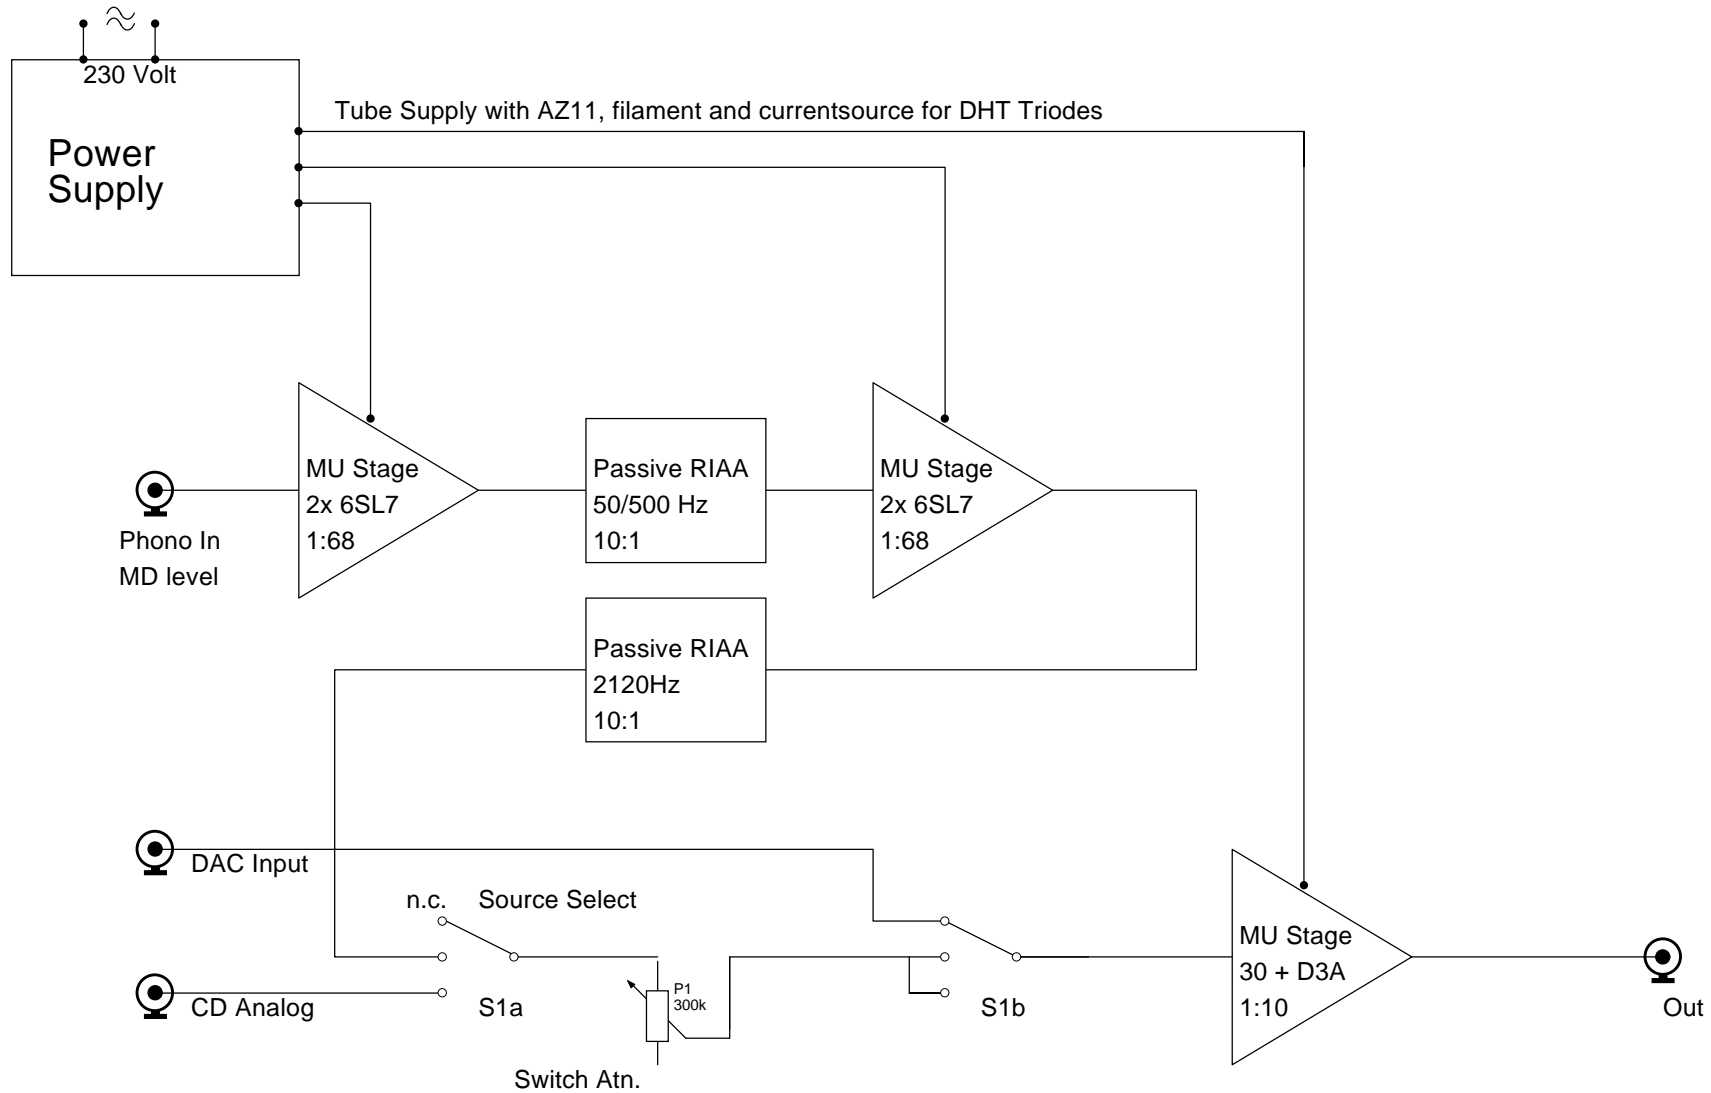 230 Volt
Tube Supply with AZ11, filament and currentsource for DHT Triodes
Power
Supply
MU Stage
2x 6SL7
1:68
Passive RIAA
50/500 Hz
10:1
MU Stage
2x 6SL7
1:68
Phono In
MD level
Passive RIAA
2120Hz
10:1
DAC Input
n.c.
Source Select
MU Stage
30 + D3A
1:10
P1
300k
CD Analog
S1a
S1b
Out
Switch Atn.